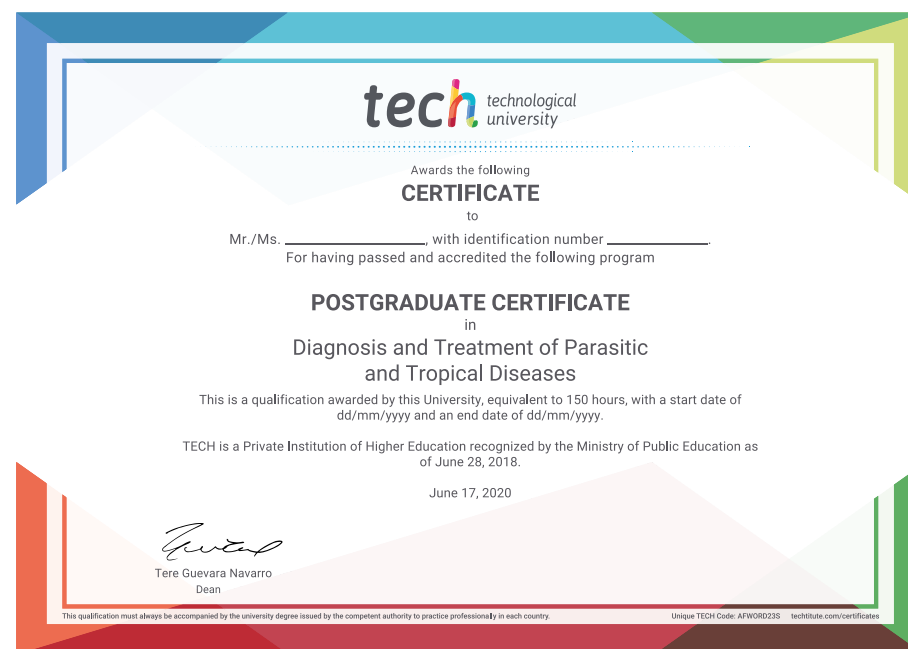 tech technological
university
Awards the following
CERTIFICATE
to
Mr./Ms. ____________________, with identification number ______________.
For having passed and accredited the following program
POSTGRADUATE CERTIFICATE
in
Diagnosis and Treatment of Parasitic
and Tropical Diseases
This is a qualification awarded by this University, equivalent to 150 hours, with a start date of
dd/mm/yyyy and an end date of dd/mm/yyyy.
TECH is a Private Institution of Higher Education recognized by the Ministry of Public Education as
of June 28, 2018.
June 17, 2020
Tere Guevara Navarro
Dean
This qualification must always be accompanied by the university degree issued by the competent authority to practice professionally in each country. Unique TECH Code: AFWORD23S techtitute.com/certificates